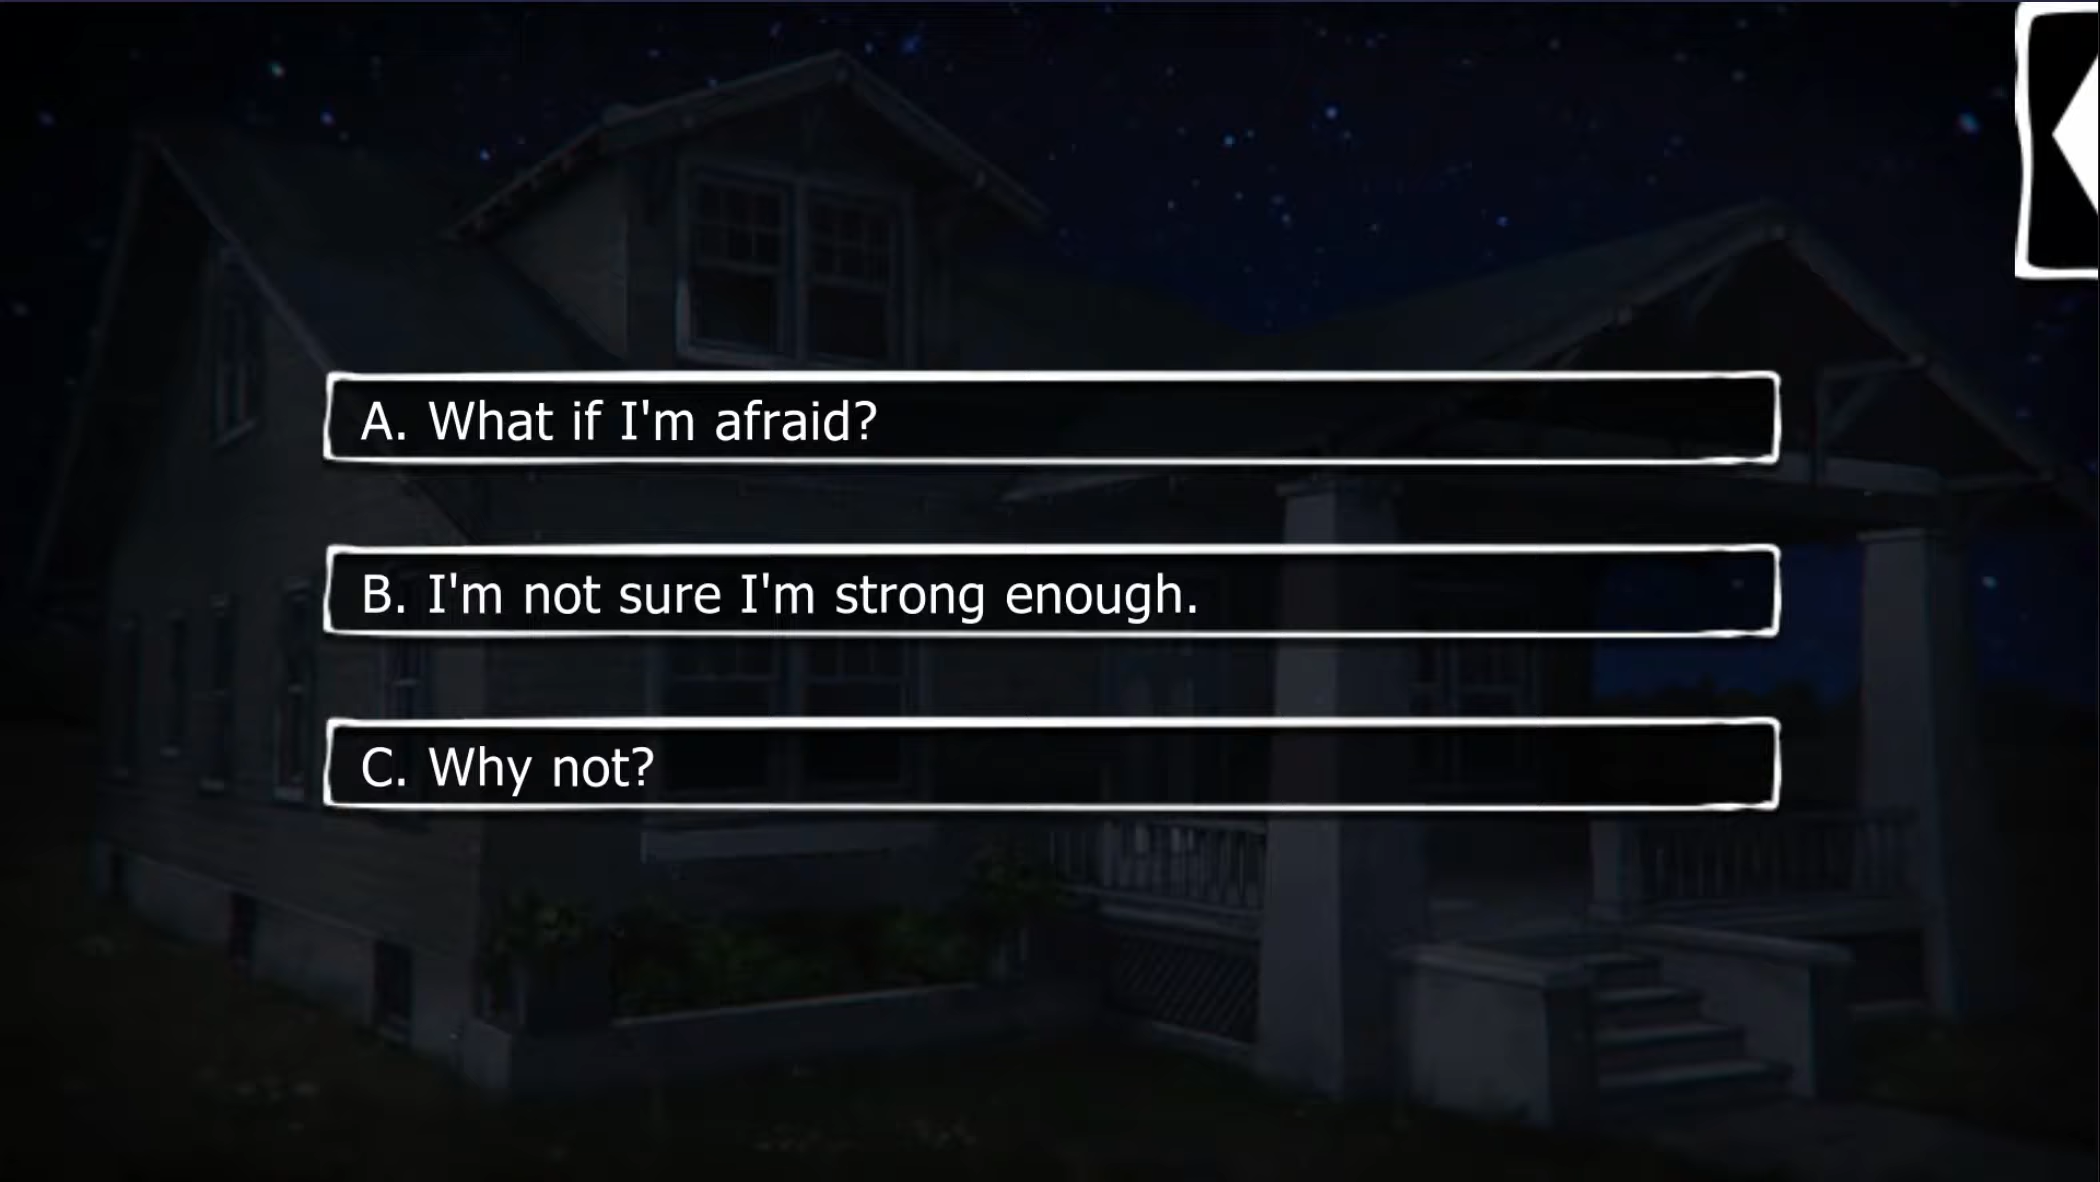 A. What if I'm afraid?
B. I'm not sure I'm strong enough.
C. Why not?